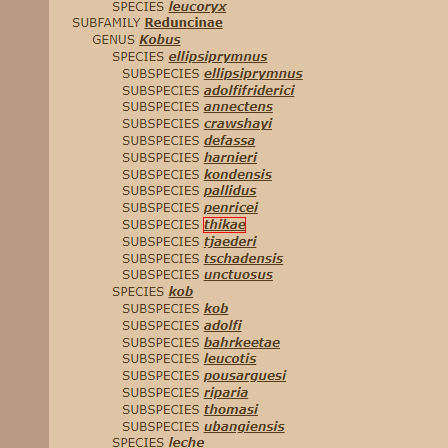 SPECIES leucoryx
SUBFAMILY Reduncinae
GENUS Kobus
SPECIES ellipsiprymnus
SUBSPECIES ellipsiprymnus
SUBSPECIES adolfifriderici
SUBSPECIES annectens
SUBSPECIES crawshayi
SUBSPECIES defassa
SUBSPECIES harnieri
SUBSPECIES kondensis
SUBSPECIES pallidus
SUBSPECIES penricei
SUBSPECIES thikae
SUBSPECIES tjaederi
SUBSPECIES tschadensis
SUBSPECIES unctuosus
SPECIES kob
SUBSPECIES kob
SUBSPECIES adolfi
SUBSPECIES bahrkeetae
SUBSPECIES leucotis
SUBSPECIES pousarguesi
SUBSPECIES riparia
SUBSPECIES thomasi
SUBSPECIES ubangiensis
SPECIES leche